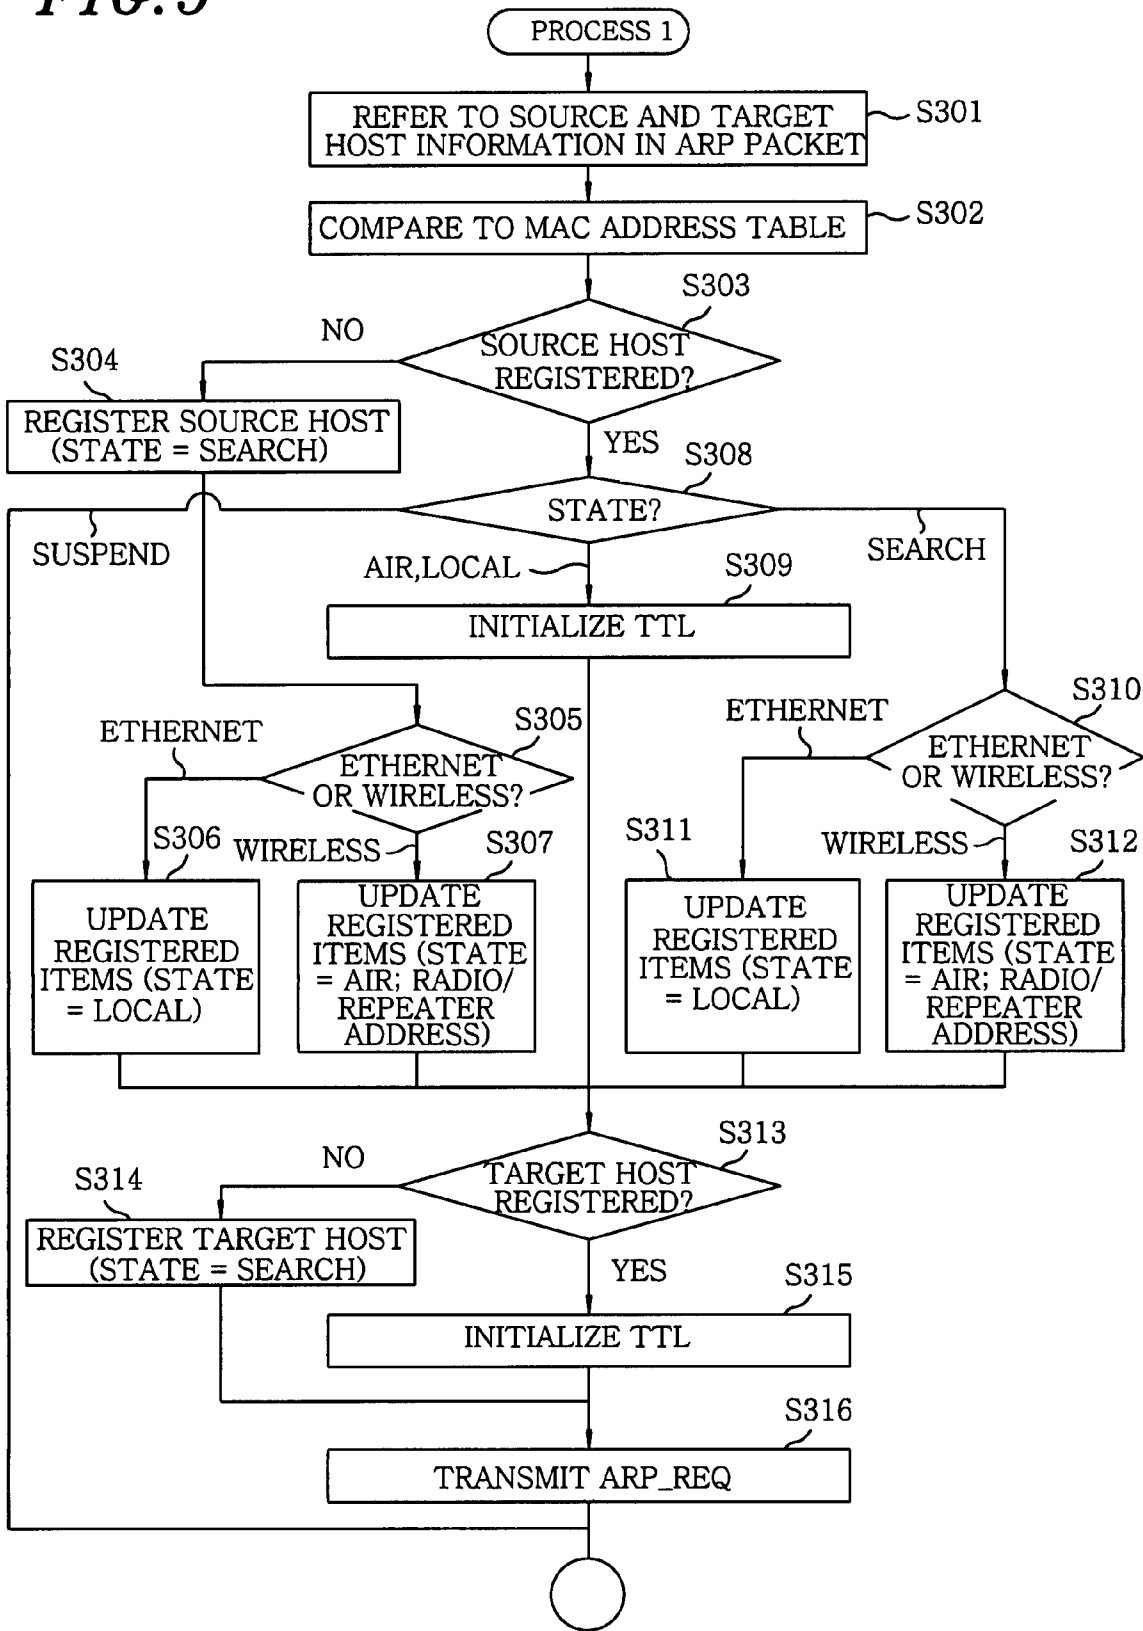 PROCESS 1
REFER TO SOURCE AND TARGET
HOST INFORMATION IN ARP PACKET
S301
COMPARE TO MAC ADDRESS TABLE
S302
S303
NO
SOURCE HOST
REGISTERED?
S304
REGISTER SOURCE HOST
(STATE = SEARCH)
YES
S308
STATE?
SUSPEND
SEARCH
AIR,LOCAL
S309
INITIALIZE TTL
S310
ETHERNET
ETHERNET
OR WIRELESS?
S305
ETHERNET
ETHERNET
OR WIRELESS?
S306
WIRELESS
S307
S311
WIRELESS
S312
UPDATE
REGISTERED
ITEMS (STATE
= LOCAL)
UPDATE
REGISTERED
ITEMS (STATE
= AIR; RADIO/
REPEATER
ADDRESS)
UPDATE
REGISTERED
ITEMS (STATE
= LOCAL)
UPDATE
REGISTERED
ITEMS (STATE
= AIR; RADIO/
REPEATER
ADDRESS)
S313
NO
TARGET HOST
REGISTERED?
S314
REGISTER TARGET HOST
(STATE = SEARCH)
YES
S315
INITIALIZE TTL
S316
TRANSMIT ARP_REQ